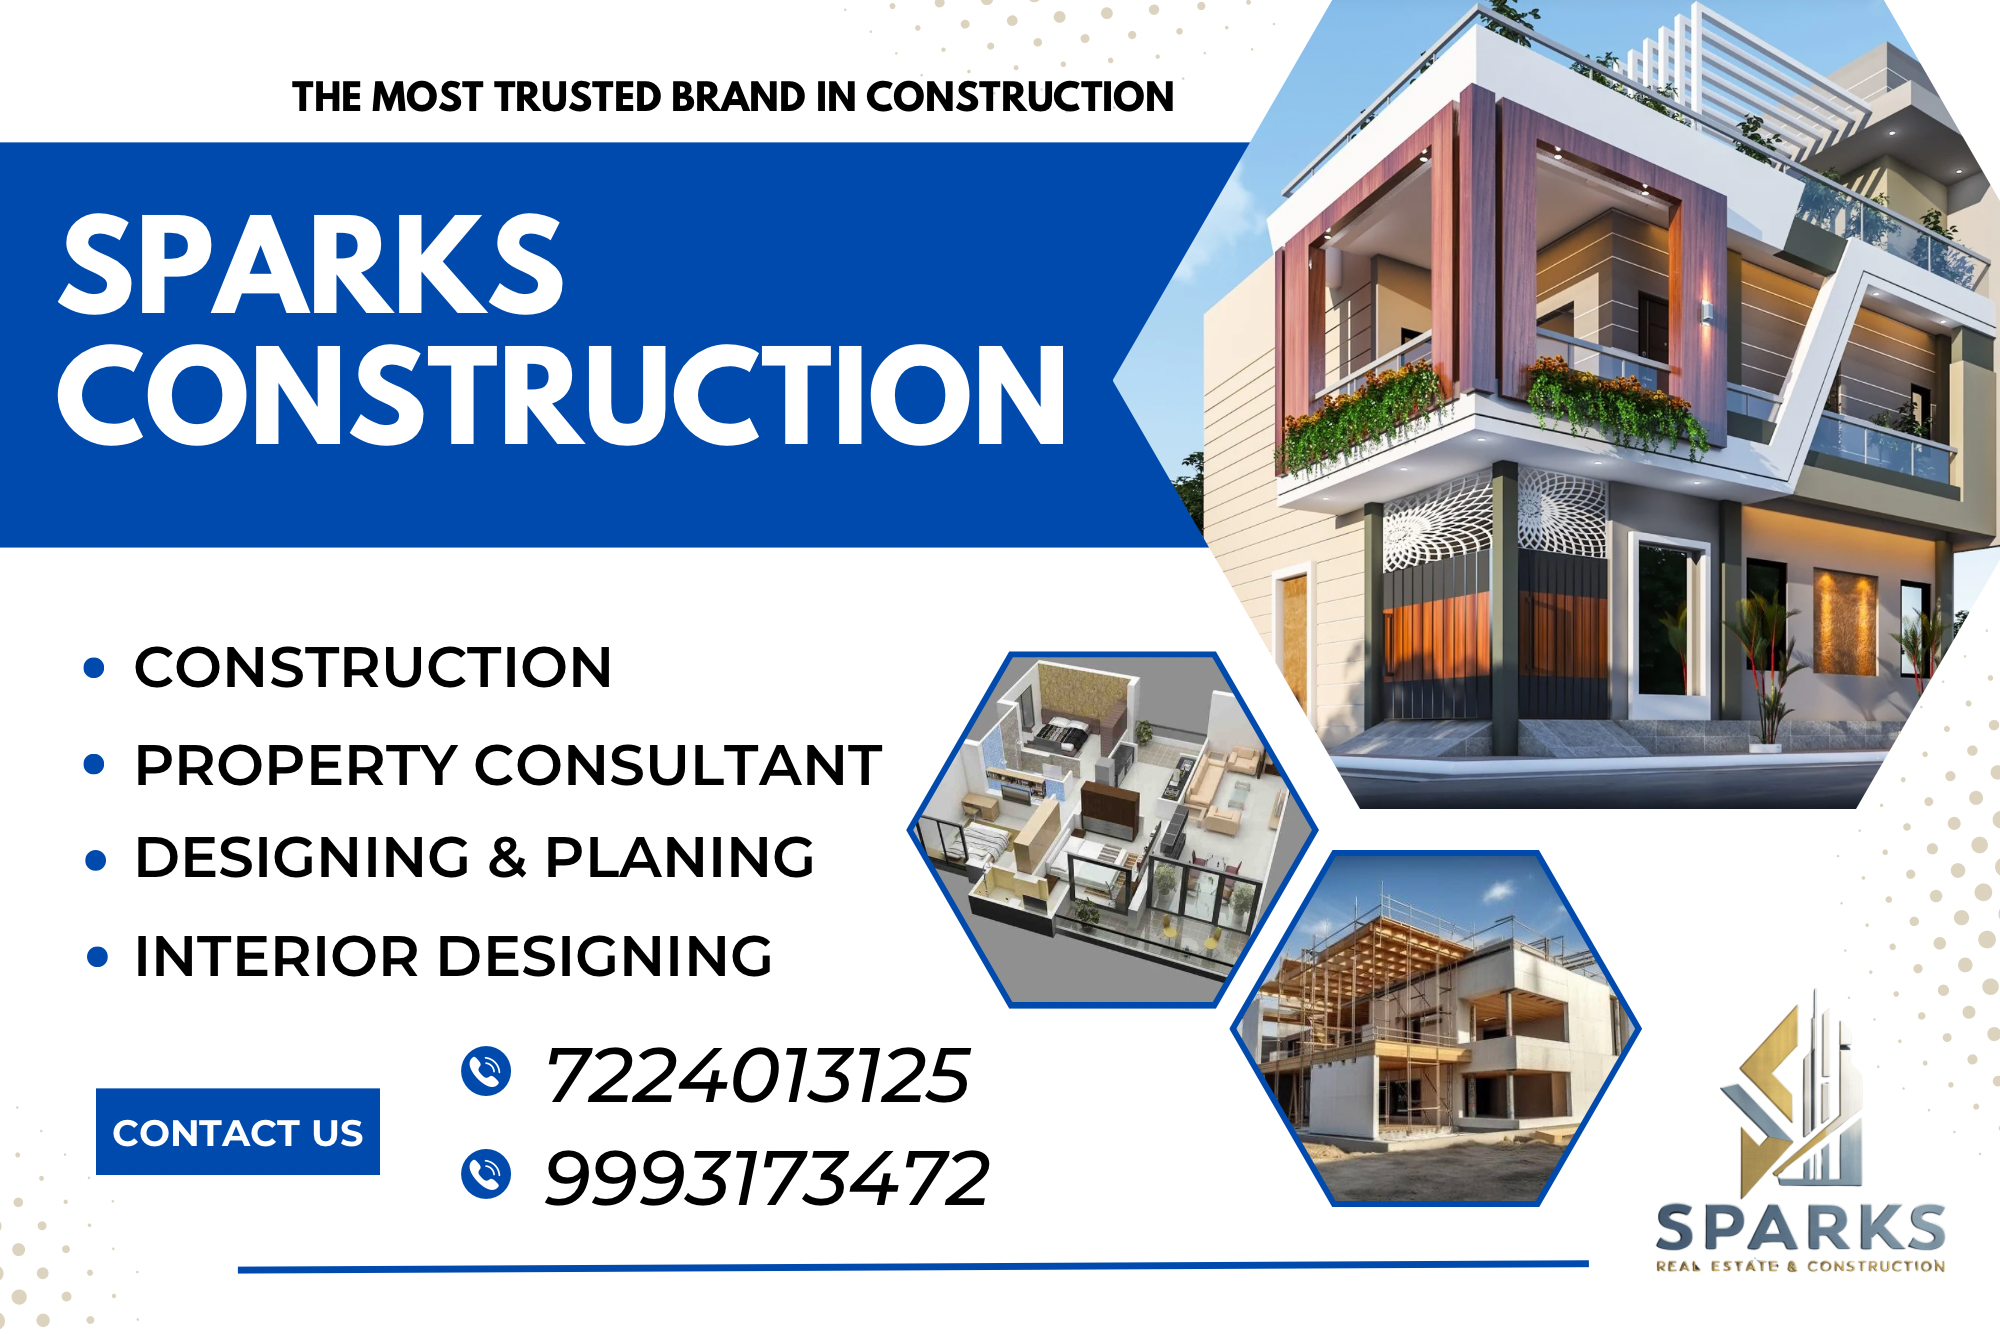 THE MOST TRUSTED BRAND IN CONSTRUCTION
SPARKS
CONSTRUCTION
• CONSTRUCTION
• PROPERTY CONSULTANT
• DESIGNING & PLANING
• INTERIOR DESIGNING
CONTACT US
7224013125
9993173472
SPARKS
REAL ESTATE & CONSTRUCTION